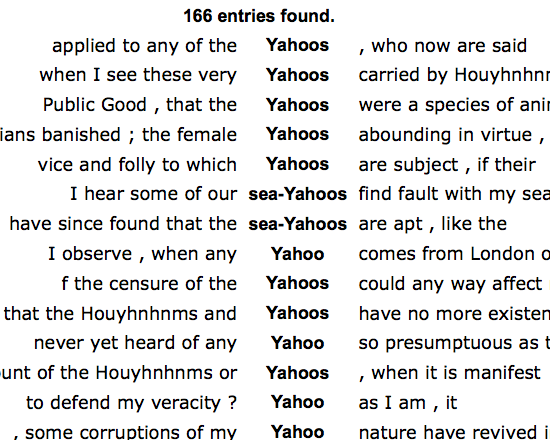 166 entries found.
applied to any of the Yahoos , who now are said
when I see these very Yahoos carried by Houyhnhnm
Public Good , that the Yahoos were a species of ani
ians banished ; the female Yahoos abounding in virtue ,
vice and folly to which Yahoos are subject , if their
I hear some of our sea-Yahoos find fault with my sea
have since found that the sea-Yahoos are apt , like the
I observe , when any Yahoo comes from London o
f the censure of the Yahoos could any way affect
that the Houyhnhnms and Yahoos have no more existen
never yet heard of any Yahoo so presumptuous as t
unt of the Houyhnhnms or Yahoos , when it is manifest
to defend my veracity ? Yahoo as I am , it
, some corruptions of my Yahoo nature have revived i